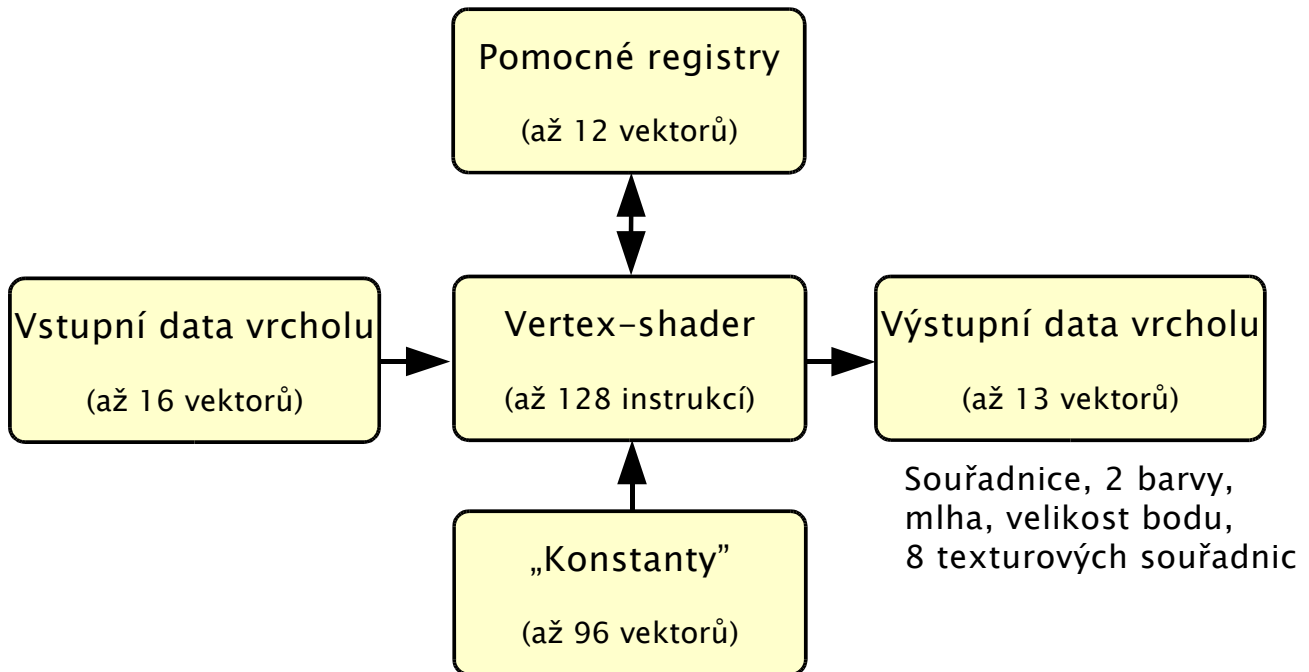 Pomocné registry
(až 12 vektorů)
Vstupní data vrcholu
(až 16 vektorů)
Vertex-shader
(až 128 instrukcí)
Výstupní data vrcholu
(až 13 vektorů)
Souřadnice, 2 barvy,
mlha, velikost bodu,
8 texturových souřadnic
„Konstanty”
(až 96 vektorů)